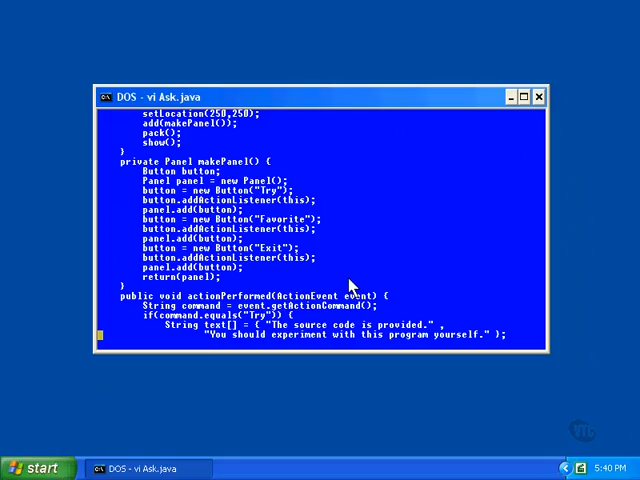 DOS - vi Ask.java
setLocation(250,250);
add(makePanel());
pack();
show();
}
private Panel makePanel() {
Button button;
Panel panel = new Panel();
button = new Button("Try");
button.addActionListener(this);
panel.add(button);
button = new Button("Favorite");
button.addActionListener(this);
panel.add(button);
button = new Button("Exit");
button.addActionListener(this);
panel.add(button);
return(panel);
}
public void actionPerformed(ActionEvent event) {
String command = event.getActionCommand();
if(command.equals("Try")) {
String text[] = { "The source code is provided." ,
"You should experiment with this program yourself." };
VTC
start
DOS - vi Ask.java
5:40 PM